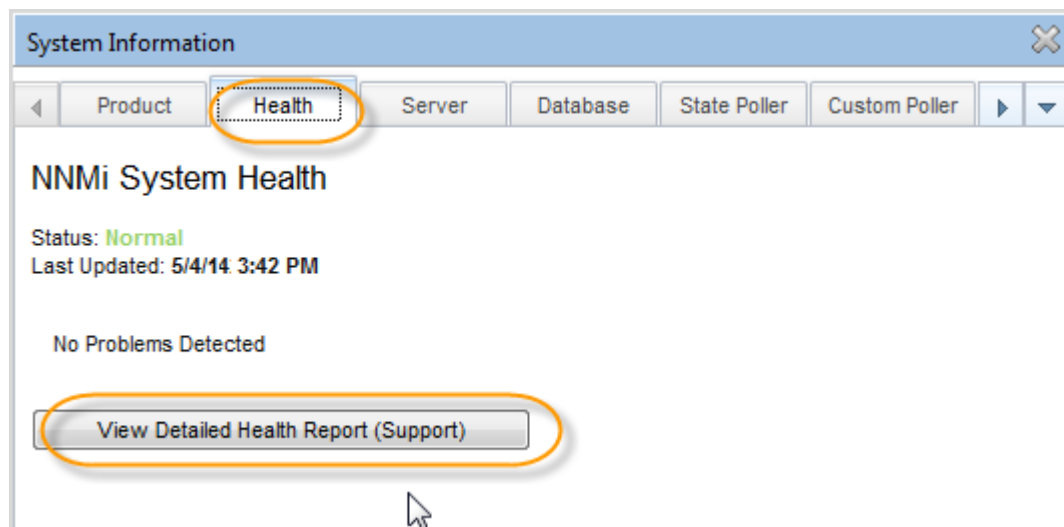 System Information
Product Health Server Database State Poller Custom Poller
NNMi System Health
Status: Normal
Last Updated: 5/4/14 3:42 PM
No Problems Detected
View Detailed Health Report (Support)